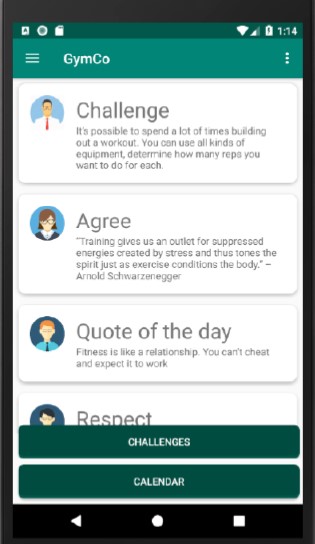 1:14
GymCo
Challenge
It's possible to spend a lot of times building
out a workout. You can use all kinds of
equipment, determine how many reps you
want to do for each.
Agree
"Training gives us an outlet for suppressed
energies created by stress and thus tones the
spirit just as exercise conditions the body." –
Arnold Schwarzenegger
Quote of the day
Fitness is like a relationship. You can't cheat
and expect it to work
Respect
CHALLENGES
CALENDAR